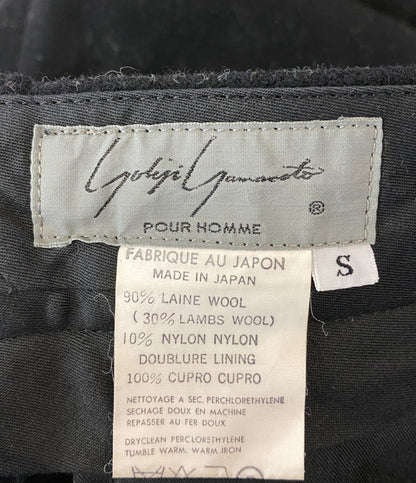 Yohji Yamamoto
®
POUR HOMME
S
FABRIQUE AU JAPON
MADE IN JAPAN
90% LAINE WOOL
( 30% LAMBS WOOL)
10% NYLON NYLON
DOUBLURE LINING
100% CUPRO CUPRO
NETTOYAGE A SEC. PERCHLORETHYLENE
SECHAGE DOUX EN MACHINE
REPASSER AU FER DOUX
DRYCLEAN PERCLORETHYLENE
TUMBLE WARM, WARM IRON